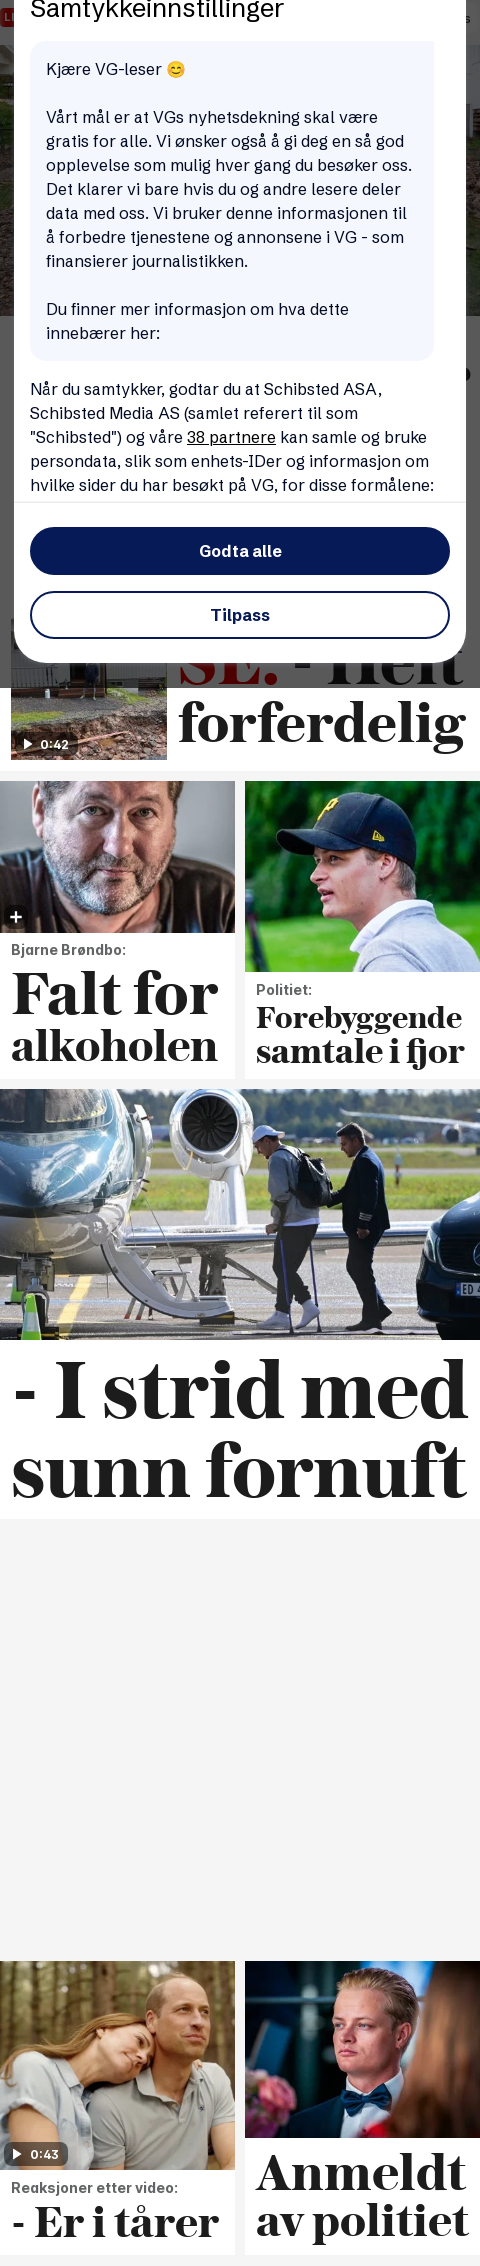 Samtykkeinnstillinger
Kjære VG-leser 😊
Vårt mål er at VGs nyhetsdekning skal være
gratis for alle. Vi ønsker også å gi deg en så god
opplevelse som mulig hver gang du besøker oss.
Det klarer vi bare hvis du og andre lesere deler
data med oss. Vi bruker denne informasjonen til
å forbedre tjenestene og annonsene i VG - som
finansierer journalistikken.
Du finner mer informasjon om hva dette
innebærer her:
Når du samtykker, godtar du at Schibsted ASA,
Schibsted Media AS (samlet referert til som
"Schibsted") og våre 38 partnere kan samle og bruke
persondata, slik som enhets-IDer og informasjon om
hvilke sider du har besøkt på VG, for disse formålene:
Godta alle
Tilpass
SE: - Helt
forferdelig
0:42
Bjarne Brøndbo:
Falt for
alkoholen
Politiet:
Forebyggende
samtale i fjor
- I strid med
sunn fornuft
0:43
Reaksjoner etter video:
- Er i tårer
Anmeldt
av politiet